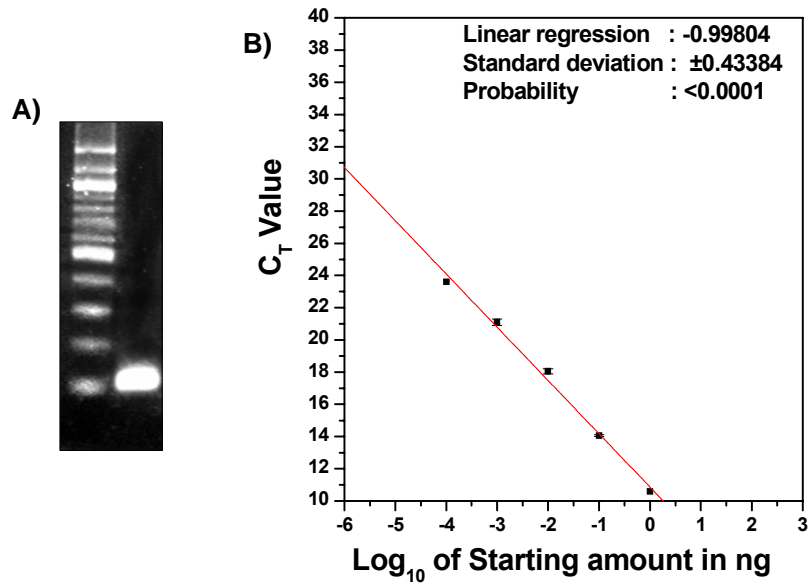 A)
B)
Linear regression : -0.99804
Standard deviation : ±0.43384
Probability : <0.0001
C_T Value
40
38
36
34
32
30
28
26
24
22
20
18
16
14
12
10
-6 -5 -4 -3 -2 -1 0 1 2 3
Log₁₀ of Starting amount in ng